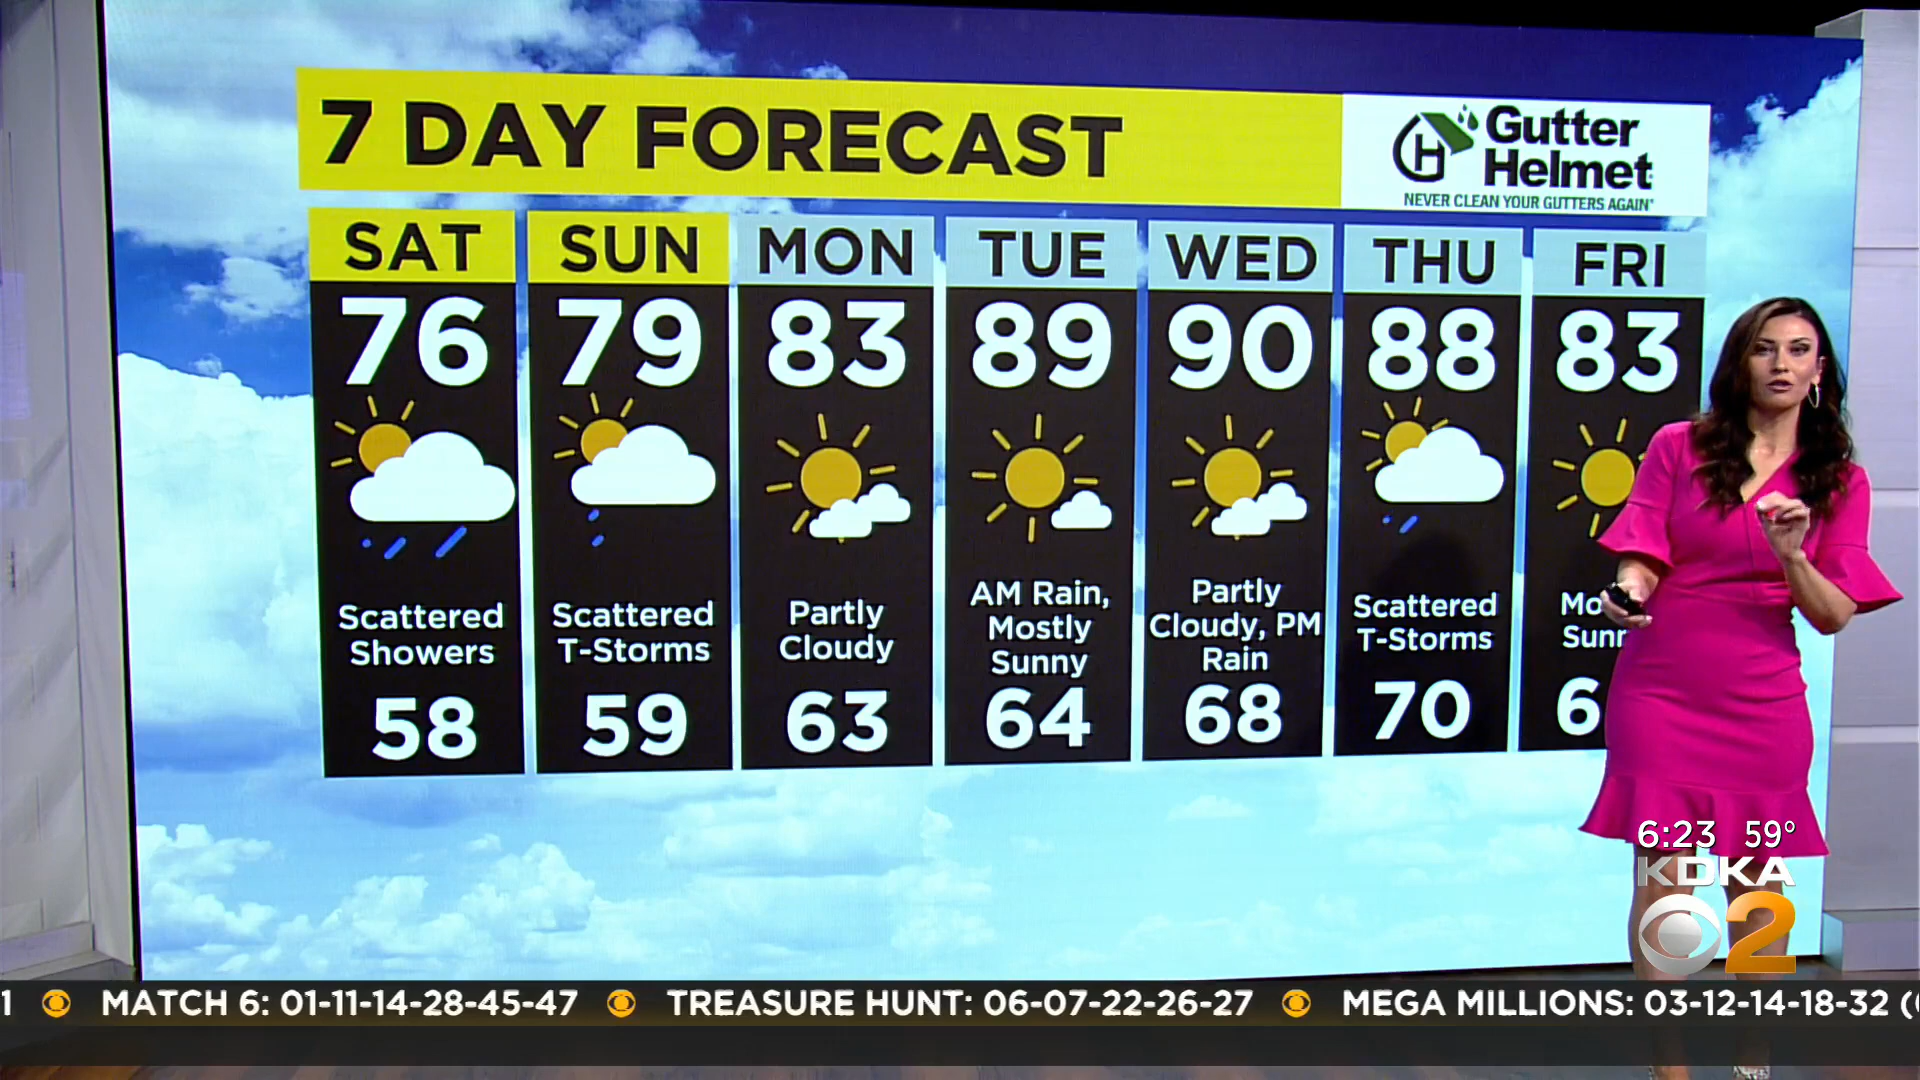 7 DAY FORECAST
Gutter
Helmet
NEVER CLEAN YOUR GUTTERS AGAIN
SAT SUN MON TUE WED THU FRI
76 79 83 89 90 88 83
Scattered
Showers
Scattered
T-Storms
Partly
Cloudy
AM Rain,
Mostly
Sunny
Partly
Cloudy, PM
Rain
Scattered
T-Storms
58 59 63 64 68 70
6:23 59°
KDKA
2
MATCH 6: 01-11-14-28-45-47 TREASURE HUNT: 06-07-22-26-27 MEGA MILLIONS: 03-12-14-18-32